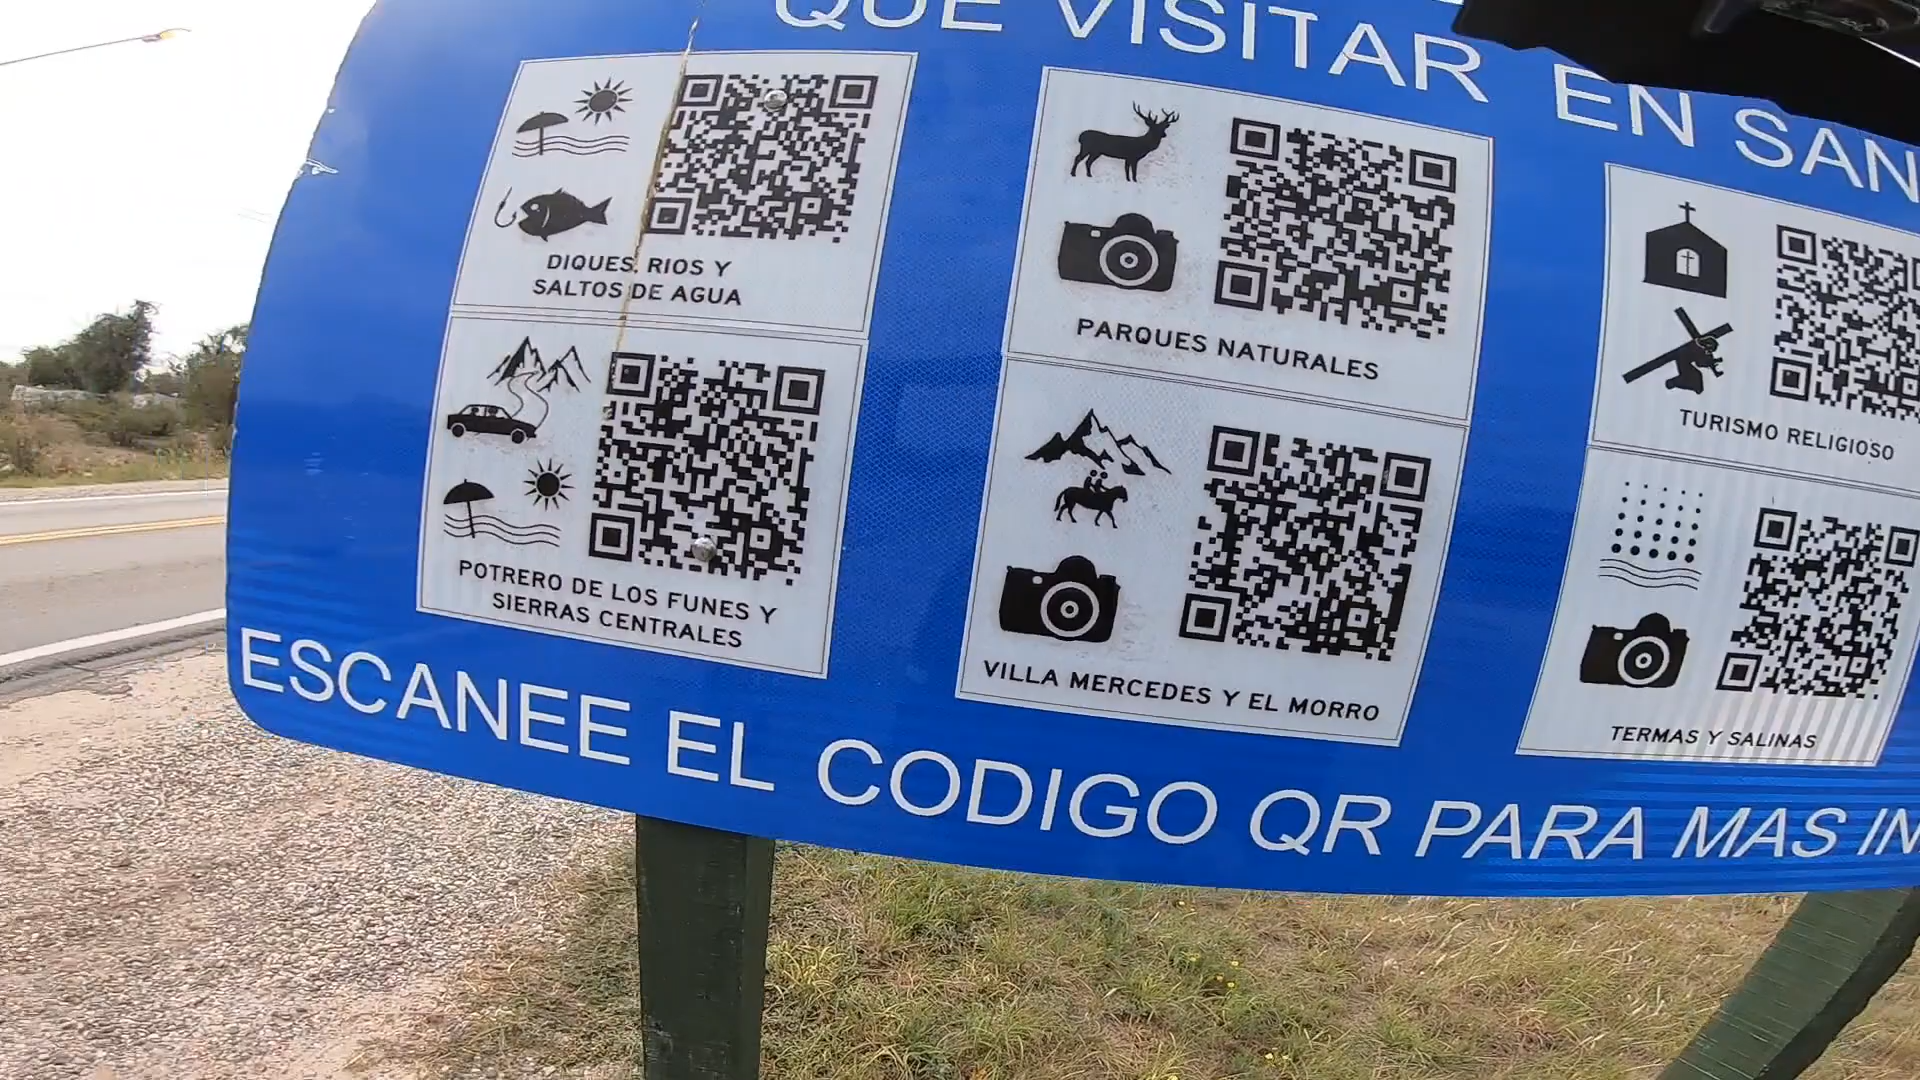 QUE VISITAR EN SAN
DIQUES, RIOS Y
SALTOS DE AGUA
PARQUES NATURALES
TURISMO RELIGIOSO
POTRERO DE LOS FUNES Y
SIERRAS CENTRALES
VILLA MERCEDES Y EL MORRO
TERMAS Y SALINAS
ESCANEE EL CODIGO QR PARA MAS IN